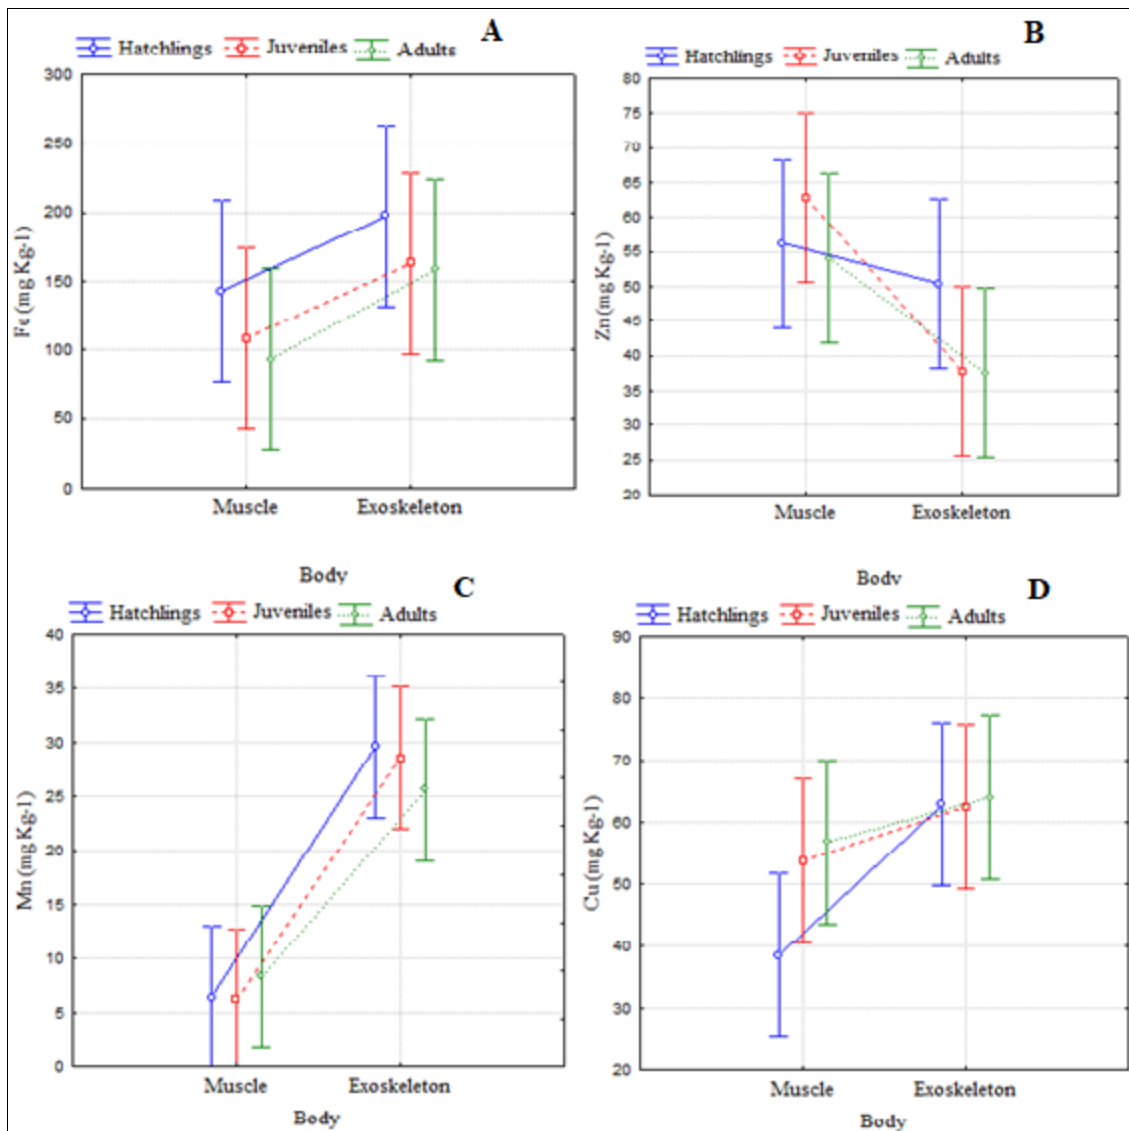 A
Hatchlings Juveniles Adults
300
250
200
150
100
50
0
Fe (mg Kg-1)
Muscle Exoskeleton
Body
B
Hatchlings Juveniles Adults
80
75
70
65
60
55
50
45
40
35
30
25
20
Zn (mg Kg-1)
Muscle Exoskeleton
Body
C
Hatchlings Juveniles Adults
40
35
30
25
20
15
10
5
0
Mn (mg Kg-1)
Muscle Exoskeleton
Body
D
Hatchlings Juveniles Adults
90
80
70
60
50
40
30
20
Cu (mg Kg-1)
Muscle Exoskeleton
Body